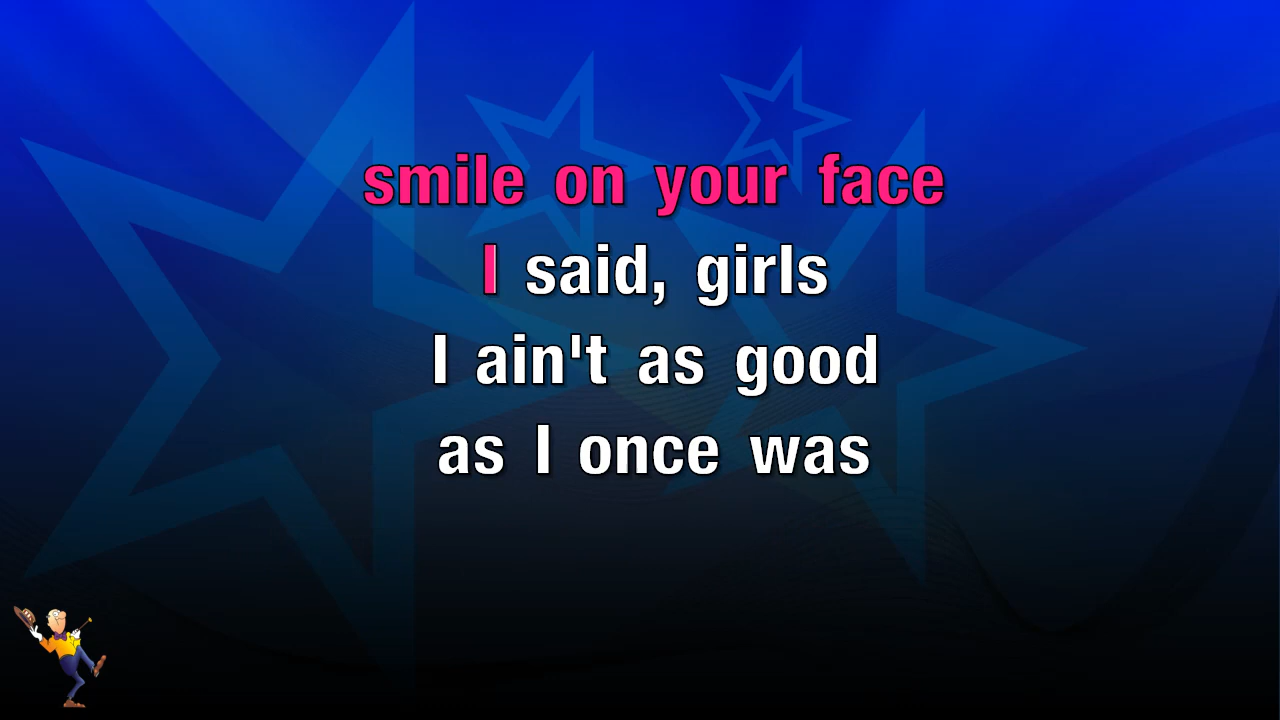 smile on your face
I said, girls
I ain't as good
as I once was